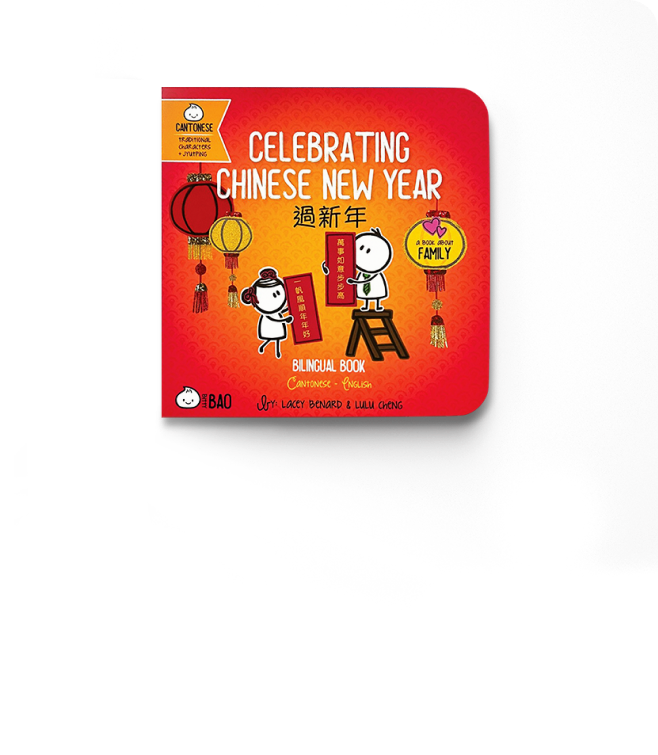 CANTONESE
TRADITIONAL
CHARACTERS
+ JYUTPING
CELEBRATING
CHINESE NEW YEAR
過新年
a BOOK aBOUT
FAMILY
萬事如意步步高
一帆風順年年好
BILINGUAL BOOK
CANTONESE - ENGLISH
BITTY
BAO
BY: LACEY BENARD & LULU CHENG